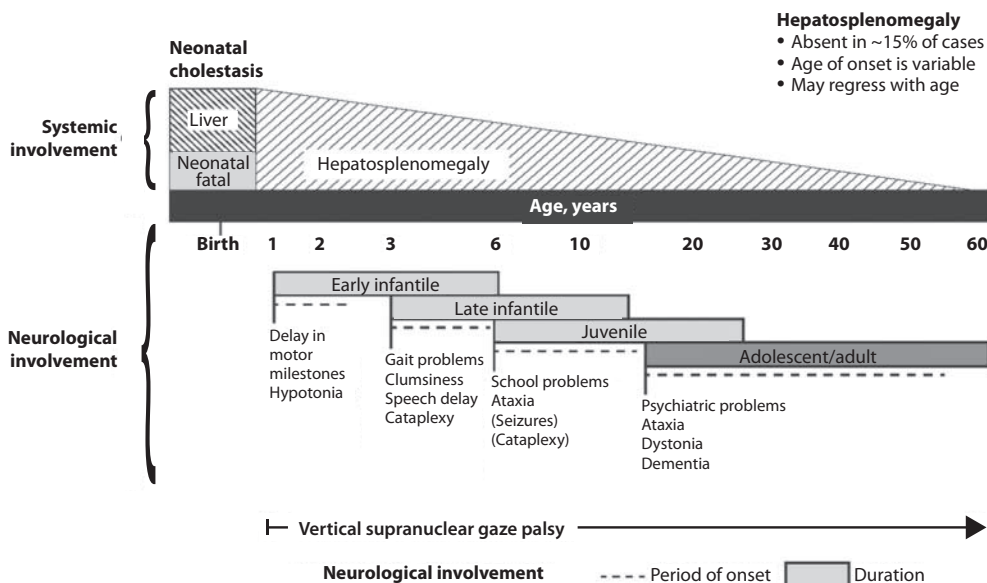 Hepatosplenomegaly
• Absent in ~15% of cases
• Age of onset is variable
• May regress with age
Neonatal
cholestasis
Systemic
involvement
Liver
Neonatal
fatal
Hepatosplenomegaly
Age, years
Birth 1 2 3 6 10 20 30 40 50 60
Neurological
involvement
Early infantile
Late infantile
Juvenile
Adolescent/adult
Delay in
motor
milestones
Hypotonia
Gait problems
Clumsiness
Speech delay
Cataplexy
School problems
Ataxia
(Seizures)
(Cataplexy)
Psychiatric problems
Ataxia
Dystonia
Dementia
Vertical supranuclear gaze palsy
Neurological involvement Period of onset Duration